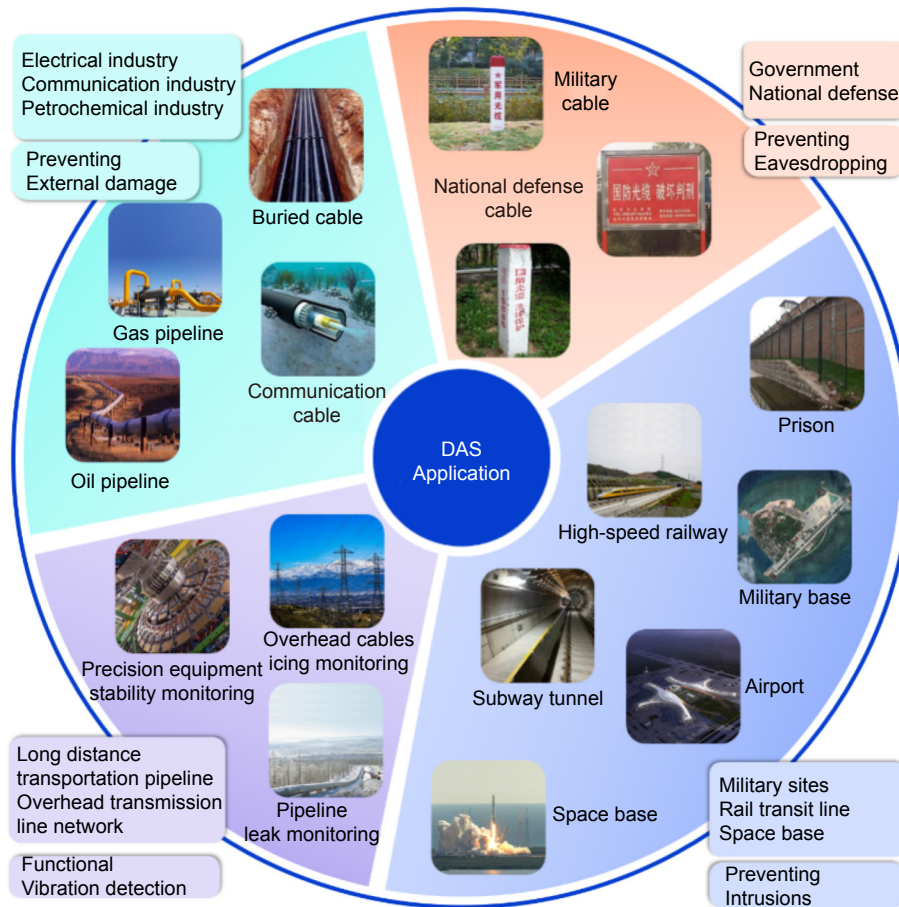 Electrical industry
Communication industry
Petrochemical industry
Preventing
External damage
Buried cable
Gas pipeline
Communication
cable
Oil pipeline
Military
cable
军用光缆
National defense
cable
国防光缆 破坏判刑
Government
National defense
Preventing
Eavesdropping
DAS
Application
Prison
High-speed railway
Military base
Subway tunnel
Airport
Space base
Military sites
Rail transit line
Space base
Preventing
Intrusions
Precision equipment
stability monitoring
Overhead cables
icing monitoring
Pipeline
leak monitoring
Long distance
transportation pipeline
Overhead transmission
line network
Functional
Vibration detection